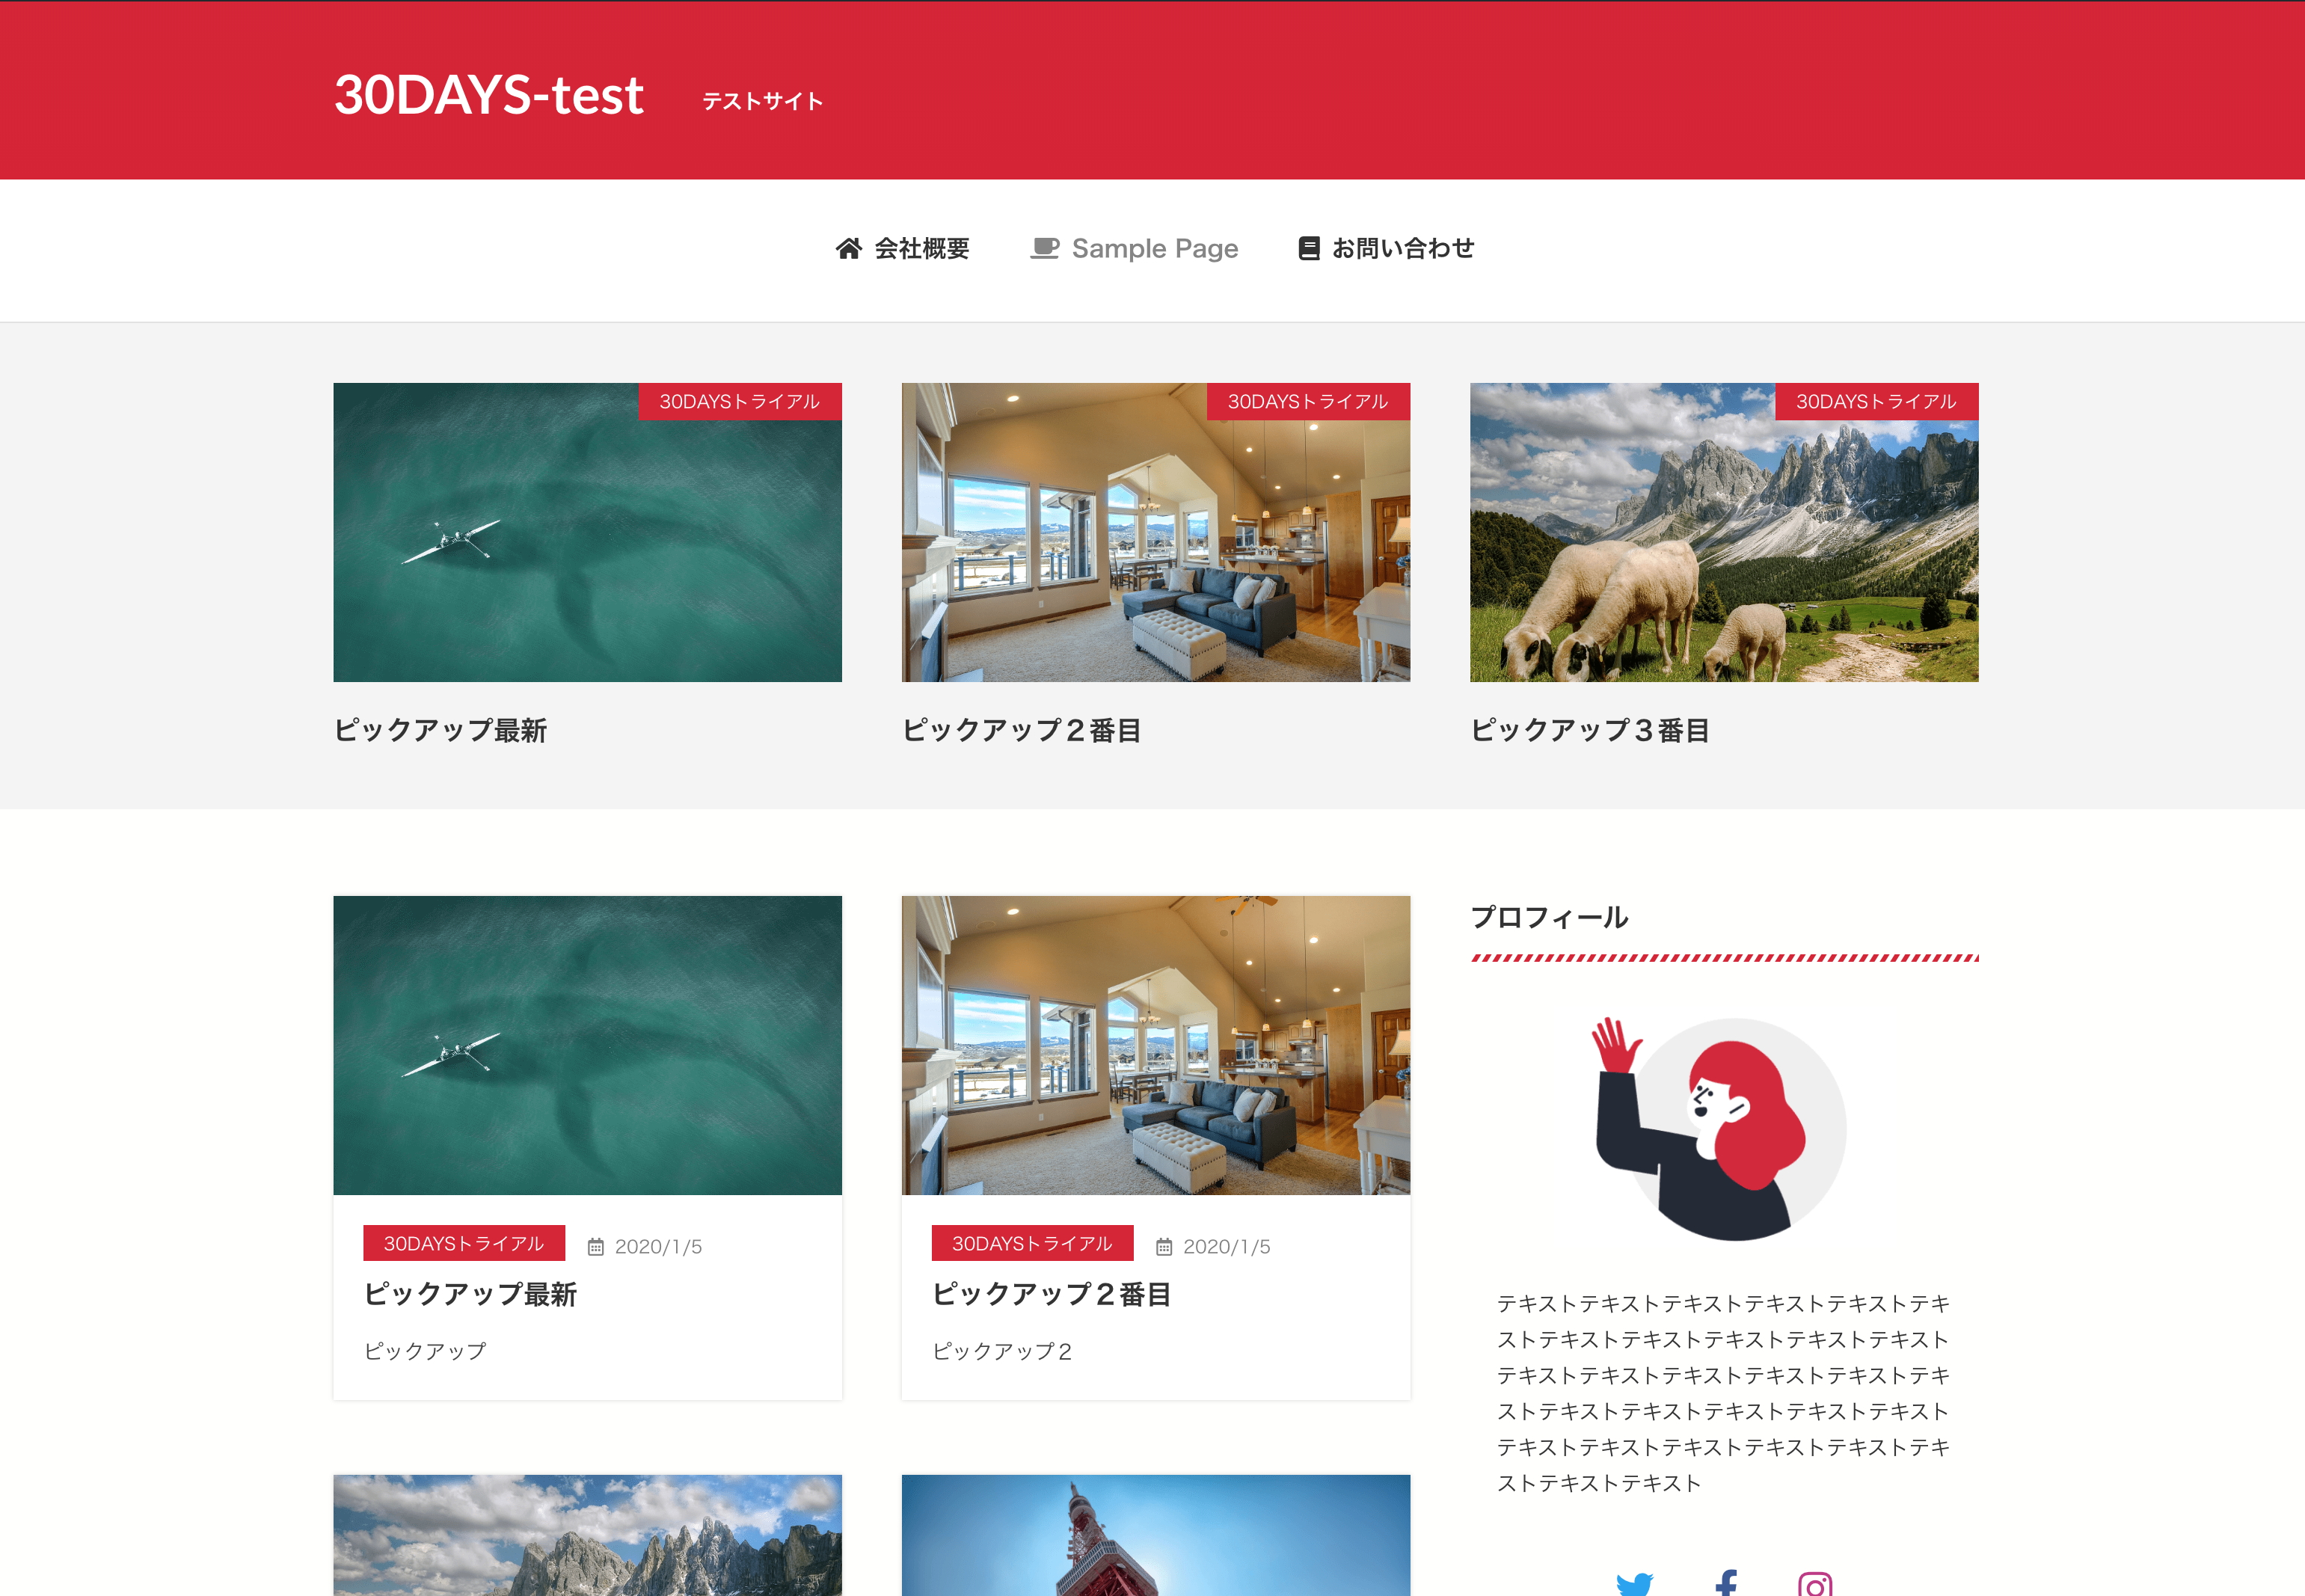 30DAYS-test
テストサイト
会社概要
Sample Page
お問い合わせ
30DAYSトライアル
30DAYSトライアル
30DAYSトライアル
ピックアップ最新
ピックアップ２番目
ピックアップ３番目
30DAYSトライアル
2020/1/5
ピックアップ最新
ピックアップ
30DAYSトライアル
2020/1/5
ピックアップ２番目
ピックアップ２
プロフィール
テキストテキストテキストテキストテキストテキ
ストテキストテキストテキストテキストテキスト
テキストテキストテキストテキストテキストテキ
ストテキストテキストテキストテキストテキスト
テキストテキストテキストテキストテキストテキ
ストテキストテキスト